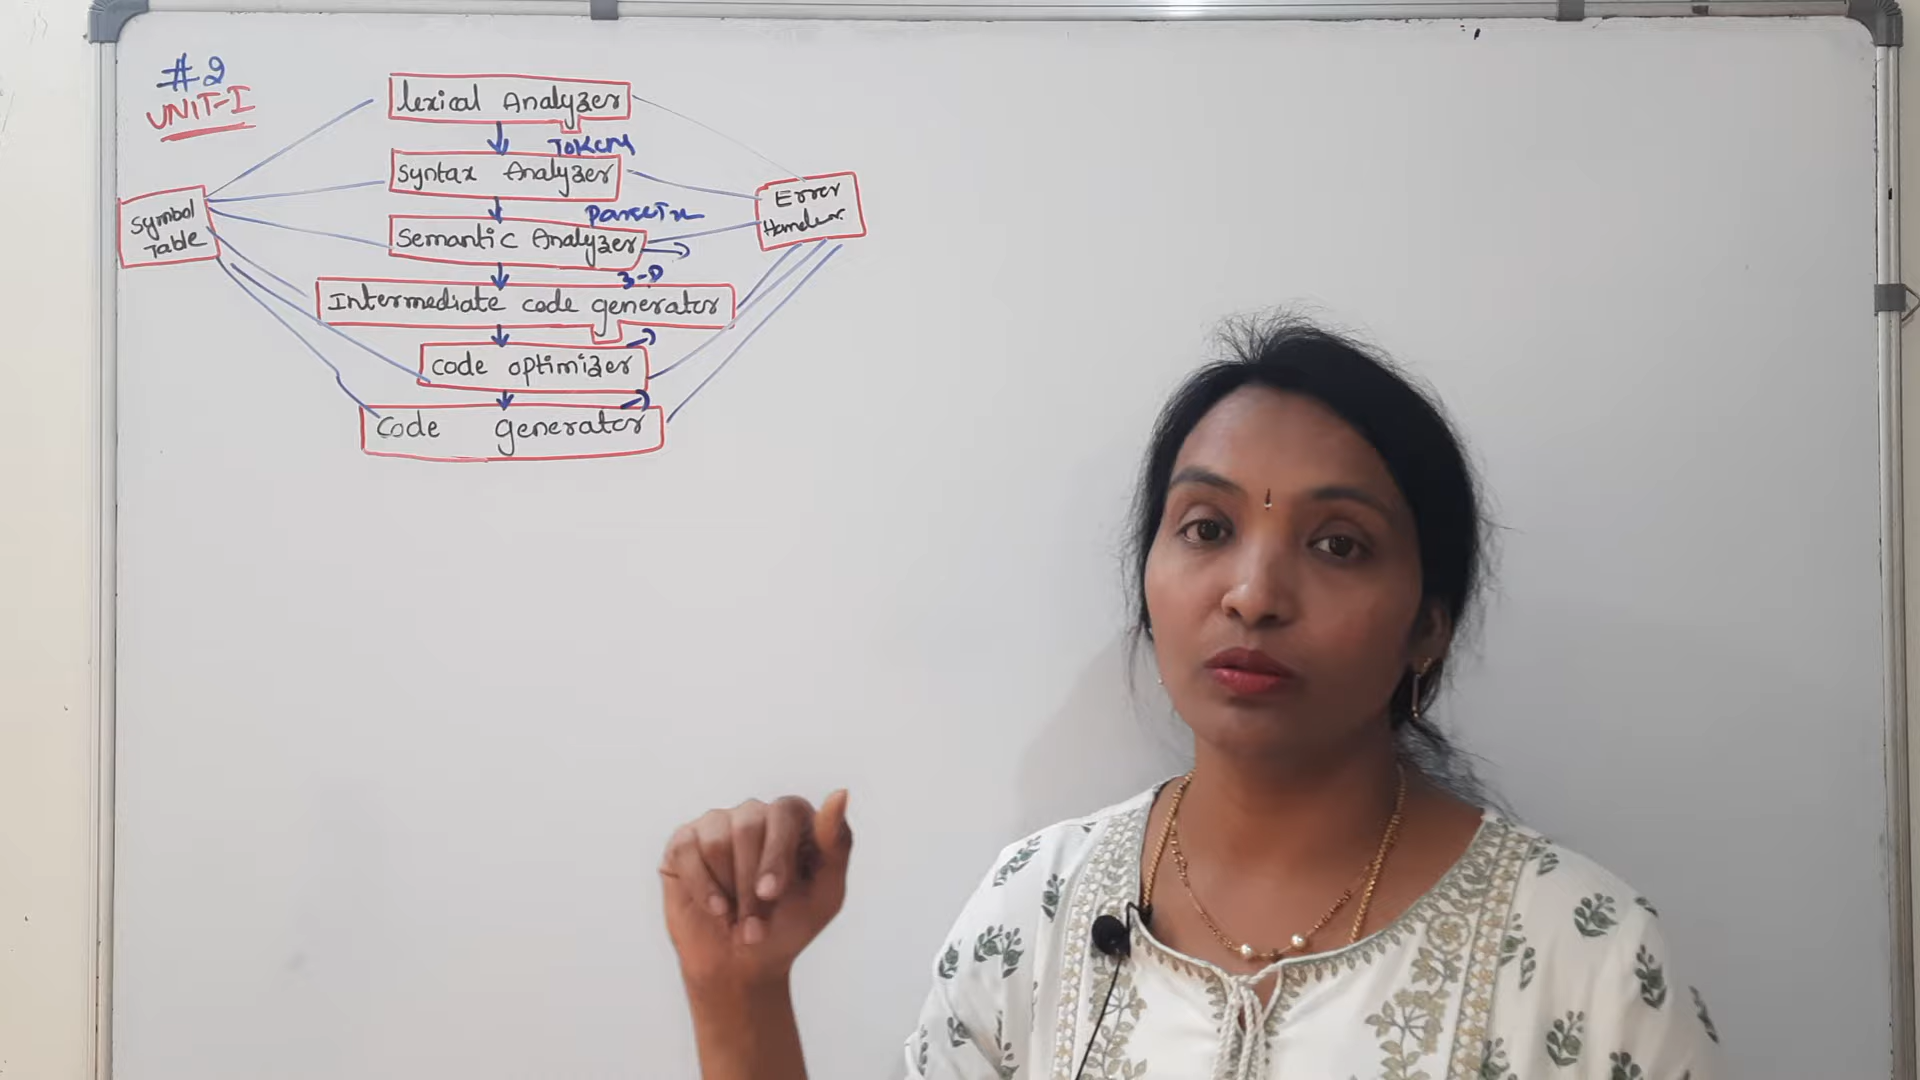 #2
UNIT-I
Lexical Analyzer
Token
Syntax Analyzer
Symbol
Table
Error
Handler
Semantic Analyzer
Intermediate code generator
code optimizer
Code generator